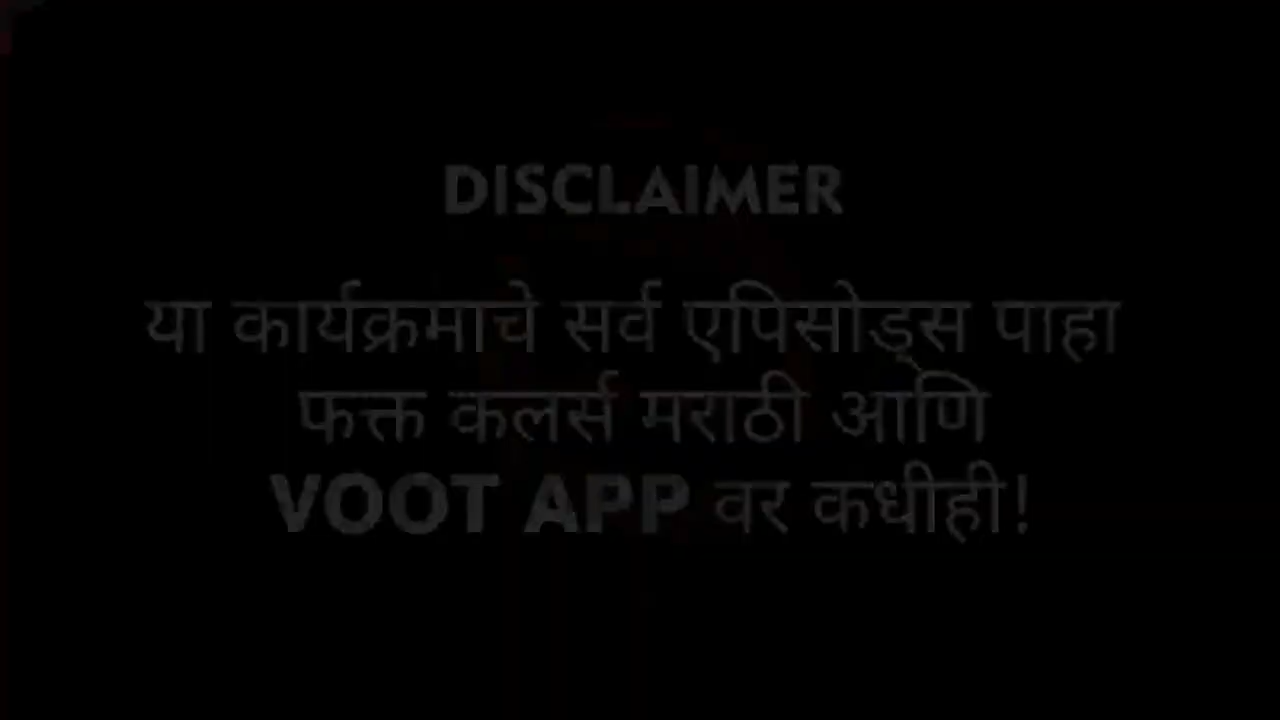 DISCLAIMER
या कार्यक्रमाचे सर्व एपिसोड्स पाहा
फक्त कलर्स मराठी आणि
VOOT APP वर कधीही!